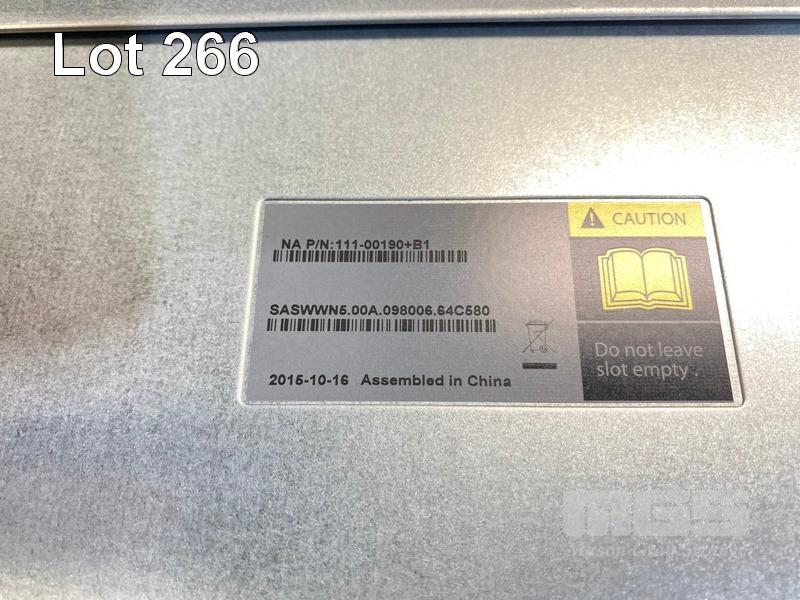 Lot 266
NA P/N:111-00190+B1
SASWWN5.00A.098006.64C580
2015-10-16 Assembled in China
CAUTION
Do not leave
slot empty .
MGS